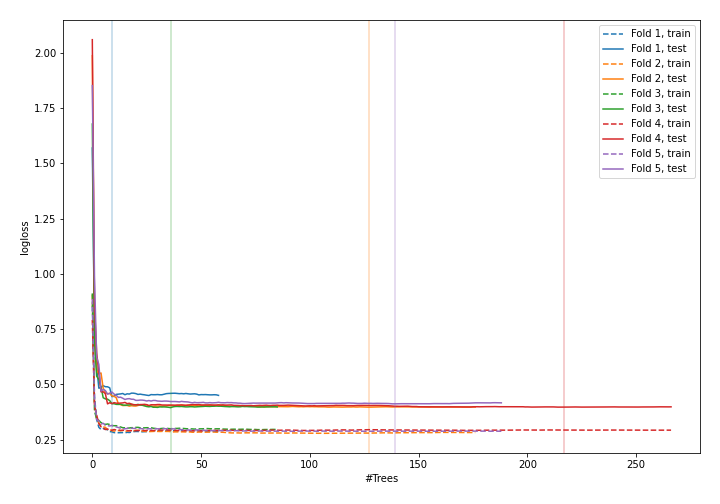 2.00
1.75
1.50
1.25
1.00
0.75
0.50
0.25
logloss
0
50
100
150
200
250
#Trees
Fold 1, train
Fold 1, test
Fold 2, train
Fold 2, test
Fold 3, train
Fold 3, test
Fold 4, train
Fold 4, test
Fold 5, train
Fold 5, test